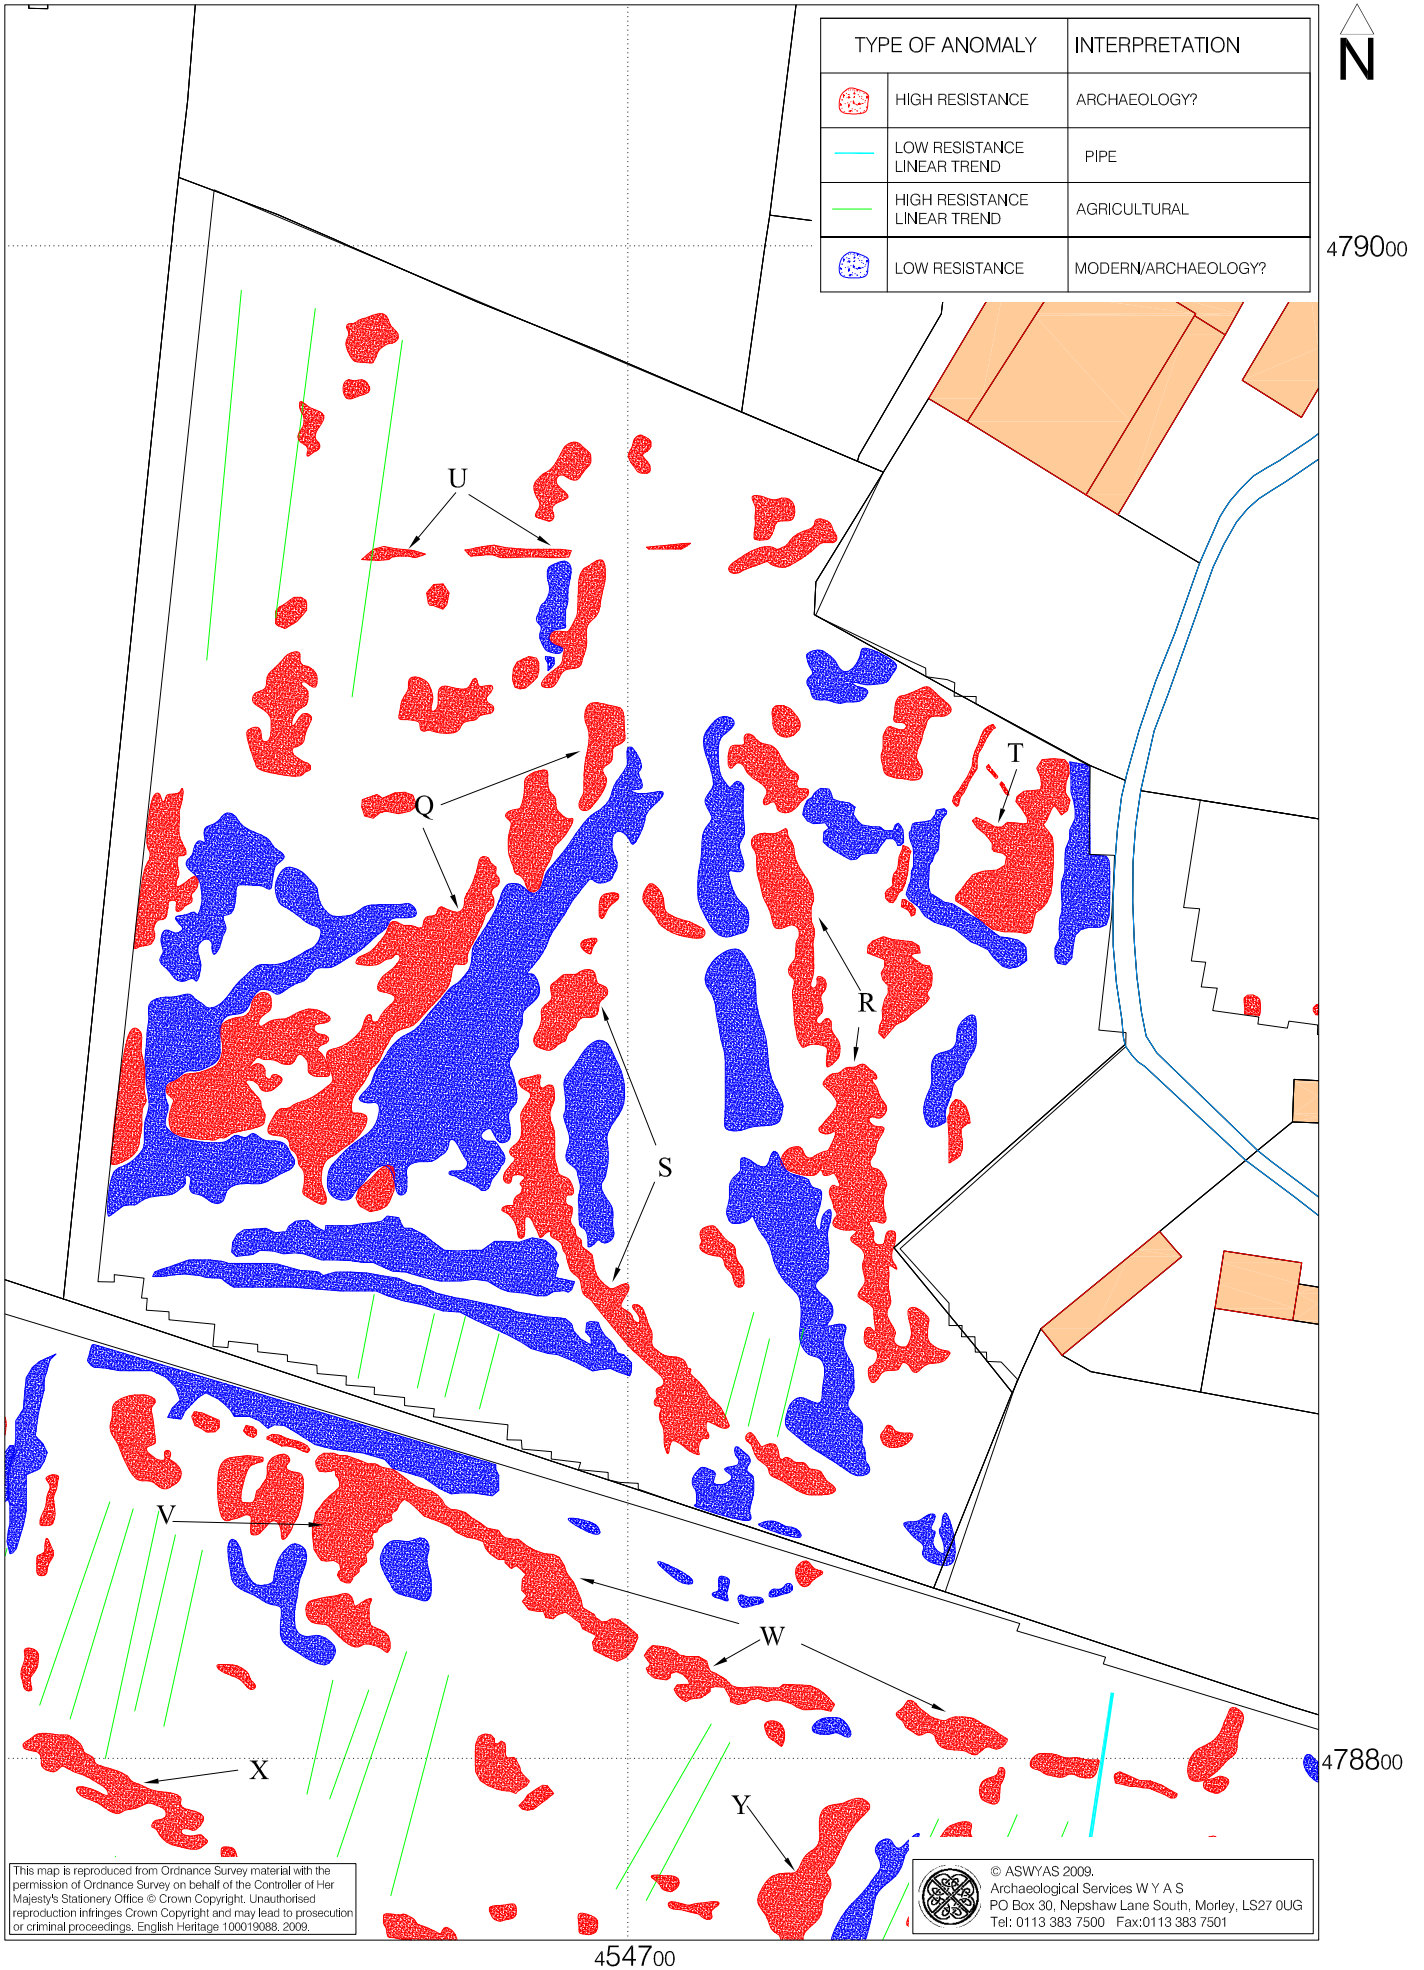 TYPE OF ANOMALY INTERPRETATION
N
HIGH RESISTANCE ARCHAEOLOGY?
LOW RESISTANCE
LINEAR TREND
PIPE
HIGH RESISTANCE
LINEAR TREND
AGRICULTURAL
LOW RESISTANCE MODERN/ARCHAEOLOGY?
479000
U
T
Q
R
S
V
W
X
478800
Y
This map is reproduced from Ordnance Survey material with the
permission of Ordnance Survey on behalf of the Controller of Her
Majesty's Stationery Office © Crown Copyright. Unauthorised
reproduction infringes Crown Copyright and may lead to prosecution
or criminal proceedings. English Heritage 100019088. 2009.
© ASWYAS 2009.
Archaeological Services W Y A S
PO Box 30, Nepshaw Lane South, Morley, LS27 0UG
Tel: 0113 383 7500 Fax:0113 383 7501
454700